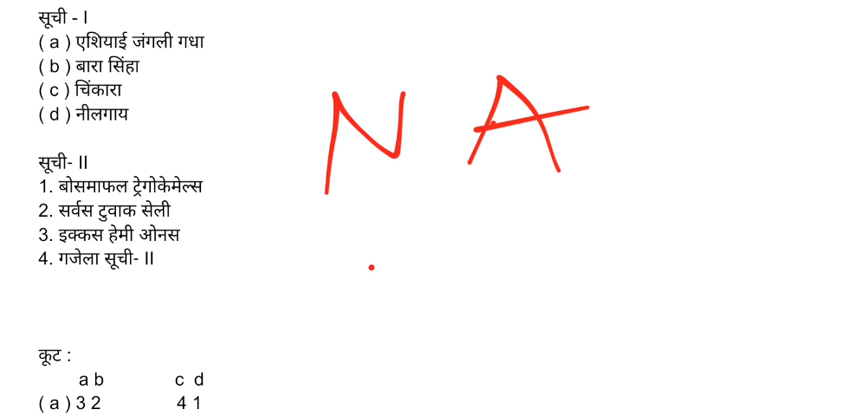 सूची - I
( a ) एशियाई जंगली गधा
( b ) बारा सिंहा
( c ) चिंकारा
( d ) नीलगाय
N A
सूची- II
1. बोसमाफल ट्रेगोकेमेल्स
2. सर्वस टुवाक सेली
3. इक्कस हेमी ओनस
4. गजेला सूची- II
कूट :
a b c d
( a ) 3 2 4 1